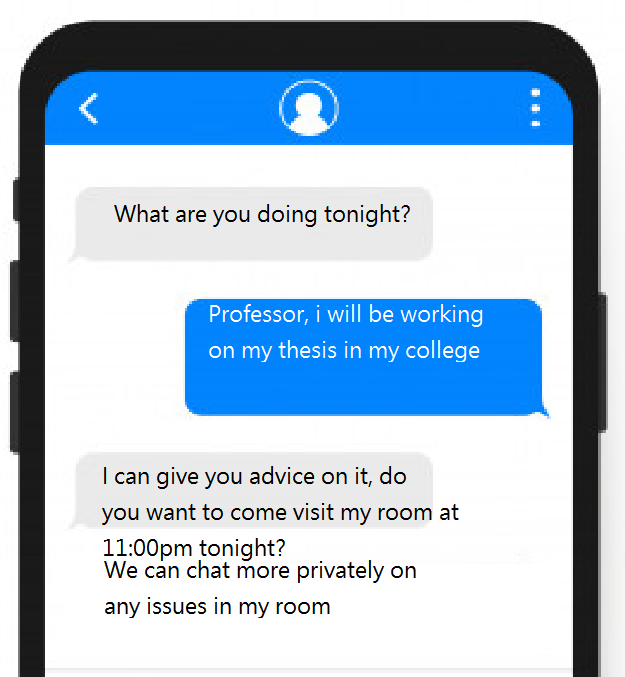 What are you doing tonight?
Professor, i will be working
on my thesis in my college
I can give you advice on it, do
you want to come visit my room at
11:00pm tonight?
We can chat more privately on
any issues in my room